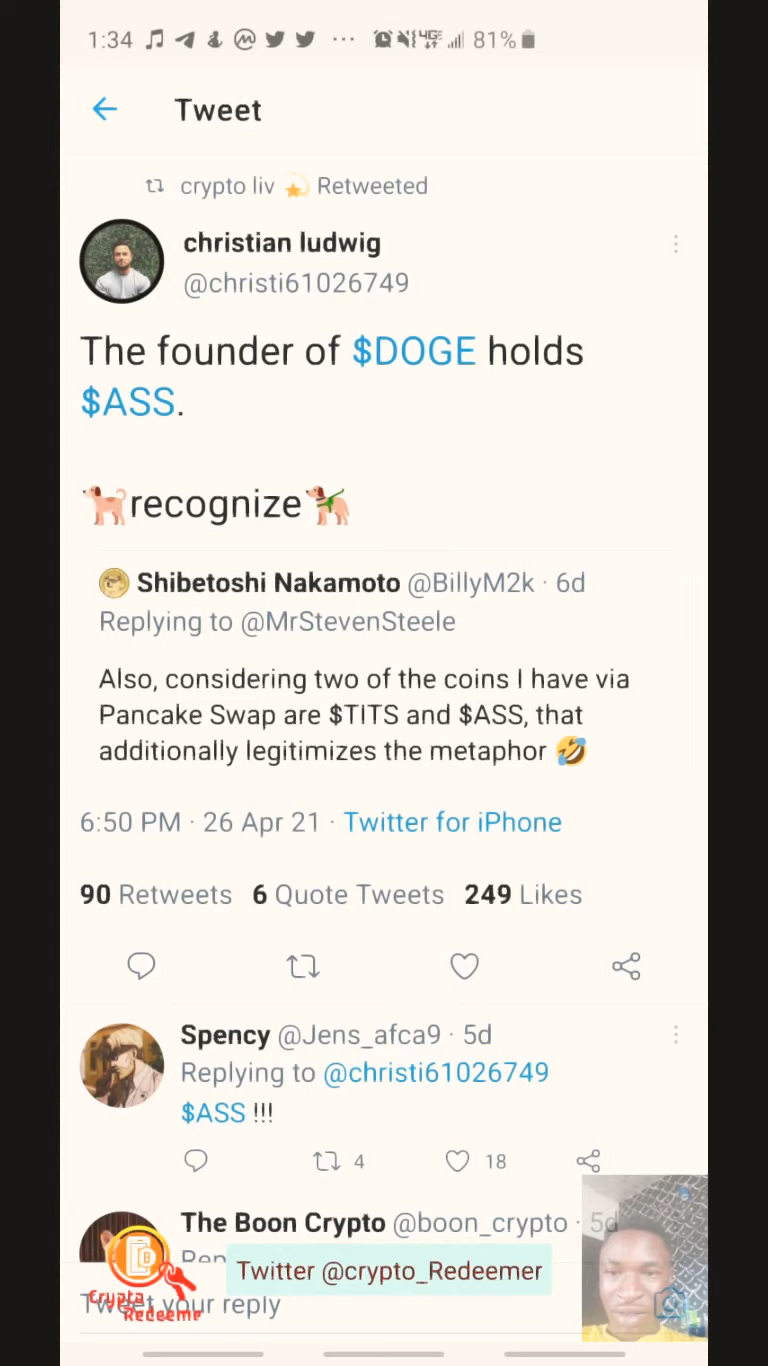 1:34 4G 81%
Tweet
crypto liv Retweeted
christian ludwig
@christi61026749
The founder of $DOGE holds
$ASS.
🐕recognize🦮
Shibetoshi Nakamoto @BillyM2k · 6d
Replying to @MrStevenSteele
Also, considering two of the coins I have via
Pancake Swap are $TITS and $ASS, that
additionally legitimizes the metaphor 🤣
6:50 PM · 26 Apr 21 · Twitter for iPhone
90 Retweets 6 Quote Tweets 249 Likes
Spency @Jens_afca9 · 5d
Replying to @christi61026749
$ASS !!!
4 18
The Boon Crypto @boon_crypto · 5d
Twitter @crypto_Redeemer
Crypto
Redeeme
Tweet your reply